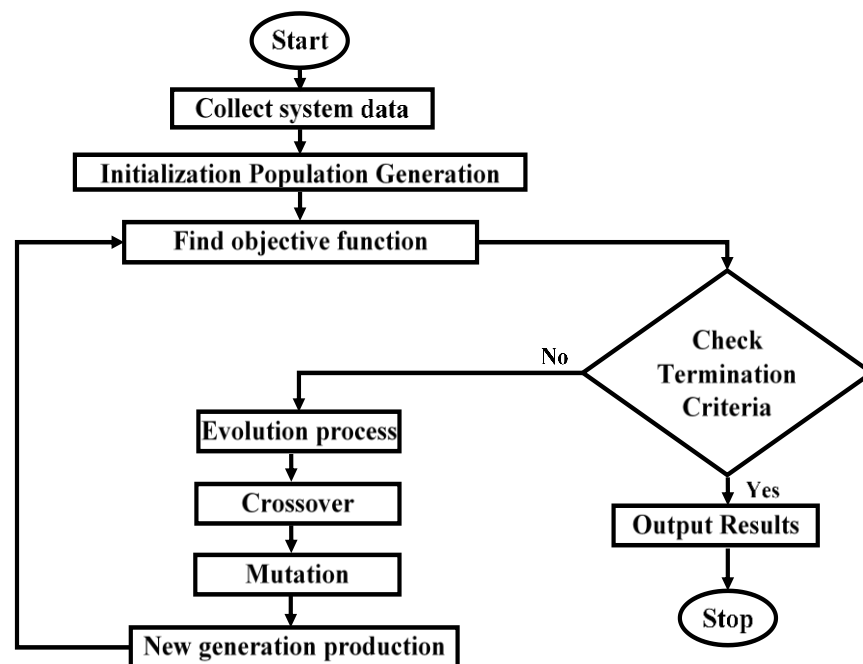 Start
Collect system data
Initialization Population Generation
Find objective function
Check
Termination
Criteria
No
Evolution process
Crossover
Mutation
New generation production
Yes
Output Results
Stop